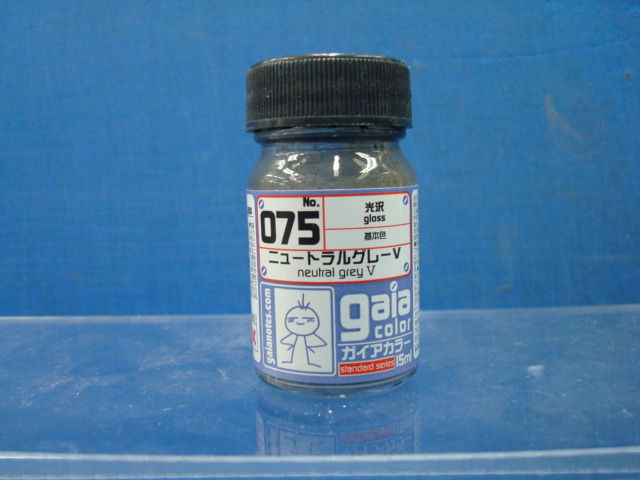 No.
075
光沢
gloss
基本色
ニュートラルグレーV
neutral grey V
gaianotes.com
gaia
color
ガイアカラー
standard series
15ml